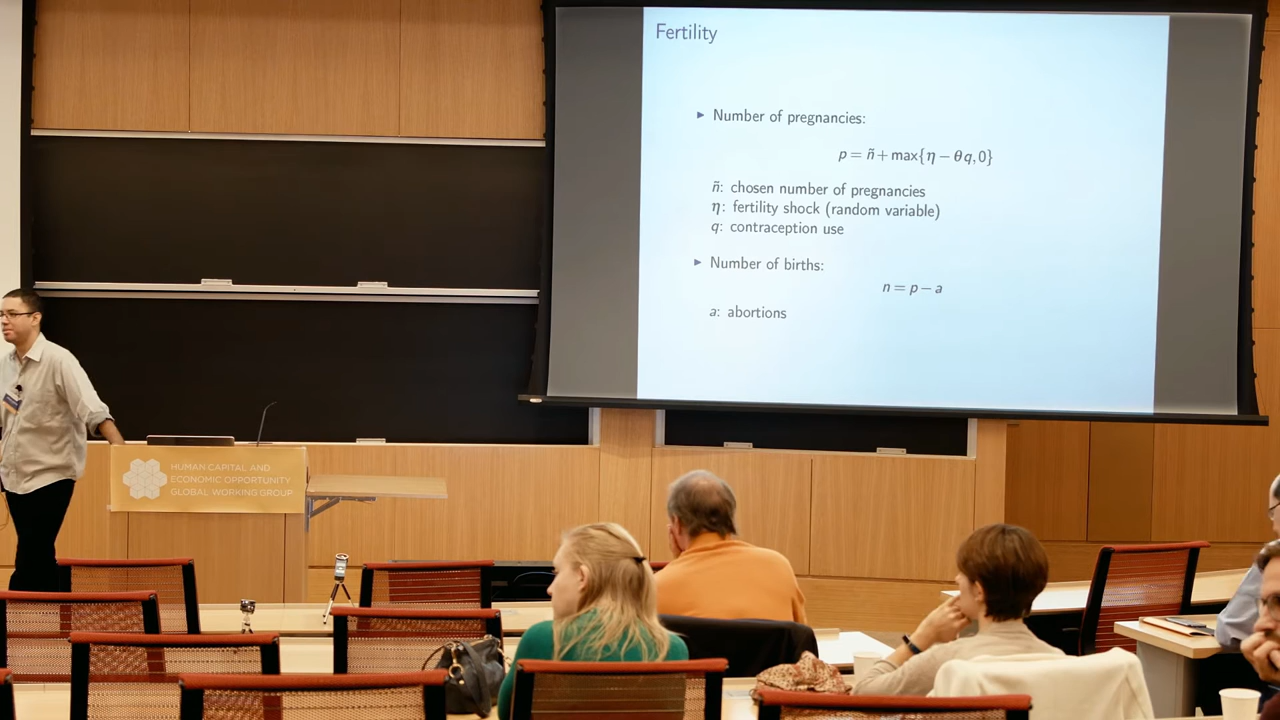 Fertility
► Number of pregnancies:
p = ñ + max{η − θq, 0}
ñ: chosen number of pregnancies
η: fertility shock (random variable)
q: contraception use
► Number of births:
n = p − a
a: abortions
HUMAN CAPITAL AND
ECONOMIC OPPORTUNITY
GLOBAL WORKING GROUP